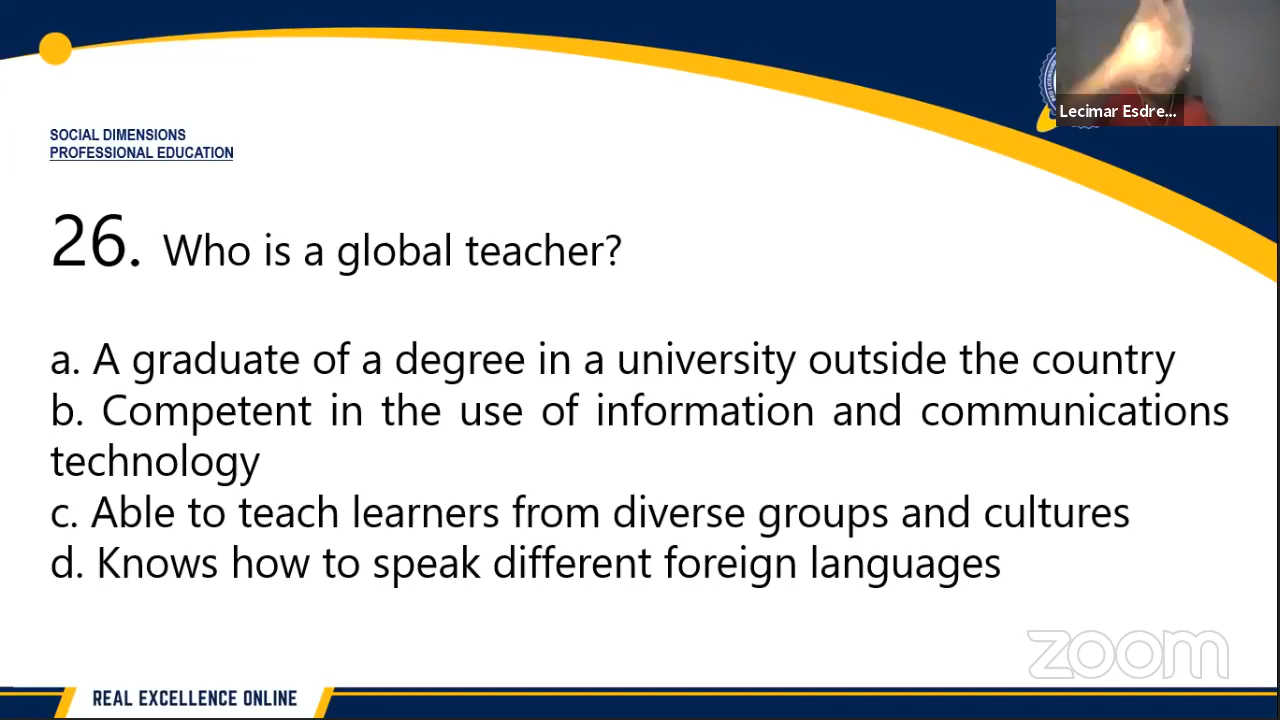 Lecimar Esdre...
SOCIAL DIMENSIONS
PROFESSIONAL EDUCATION
26. Who is a global teacher?
a. A graduate of a degree in a university outside the country
b. Competent in the use of information and communications
technology
c. Able to teach learners from diverse groups and cultures
d. Knows how to speak different foreign languages
zoom
REAL EXCELLENCE ONLINE